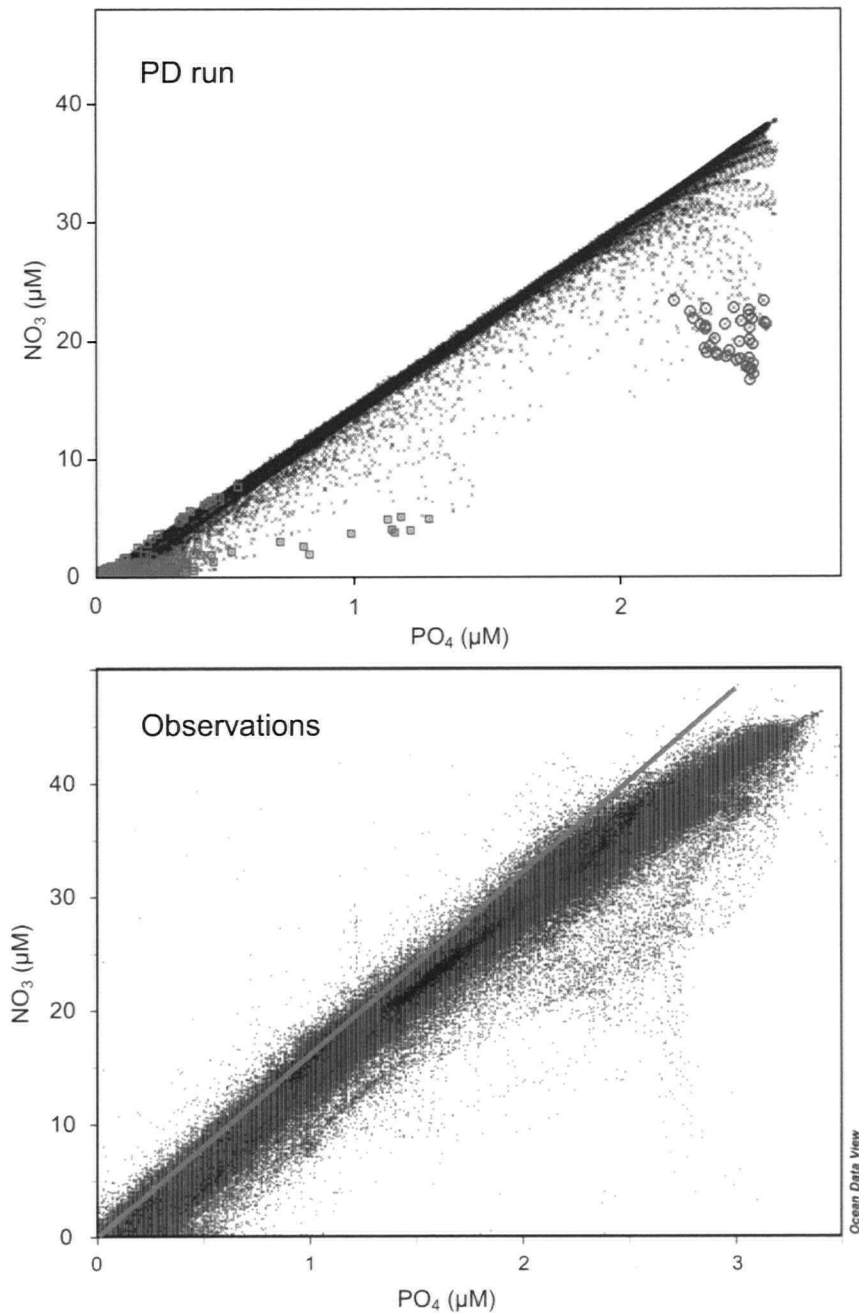 PD run
NO₃ (µM)
40
30
20
10
0
0
1
2
PO₄ (µM)
Observations
NO₃ (µM)
40
30
20
10
0
0
1
2
3
PO₄ (µM)
Ocean Data View